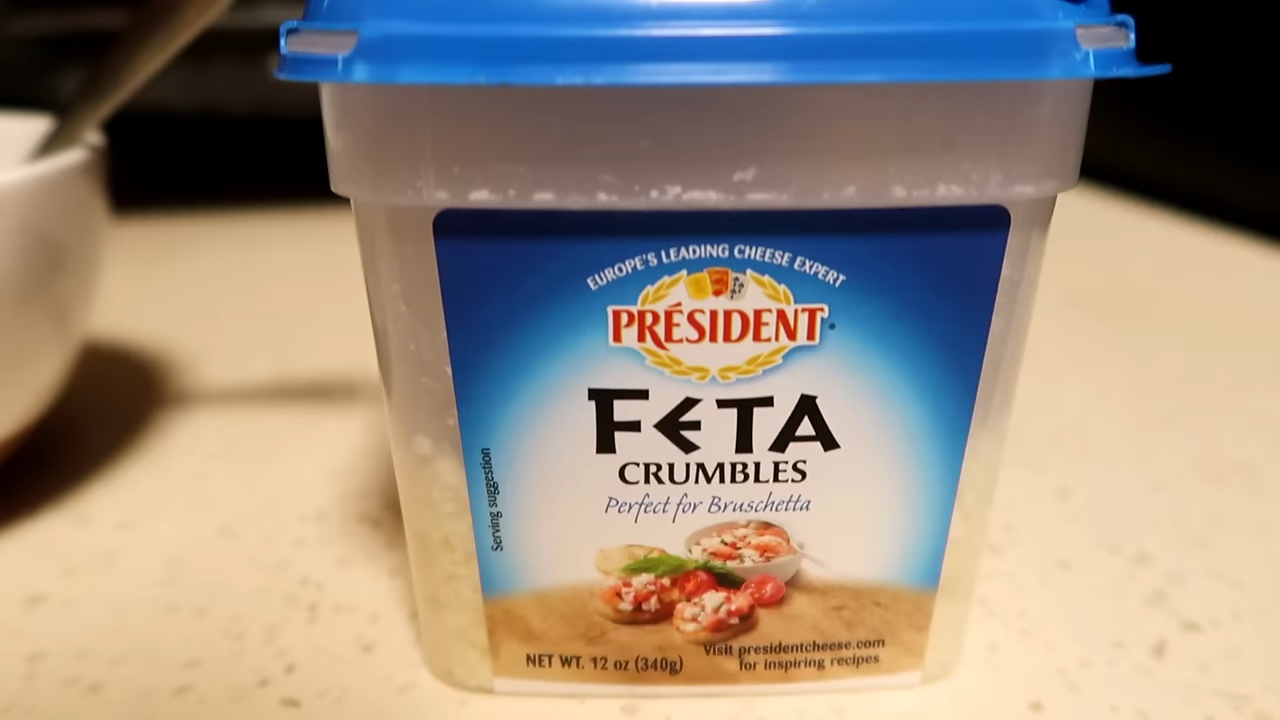 EUROPE'S LEADING CHEESE EXPERT
PRÉSIDENT
FETA
CRUMBLES
Perfect for Bruschetta
Serving suggestion
NET WT. 12 oz (340g)
Visit presidentcheese.com
for inspiring recipes